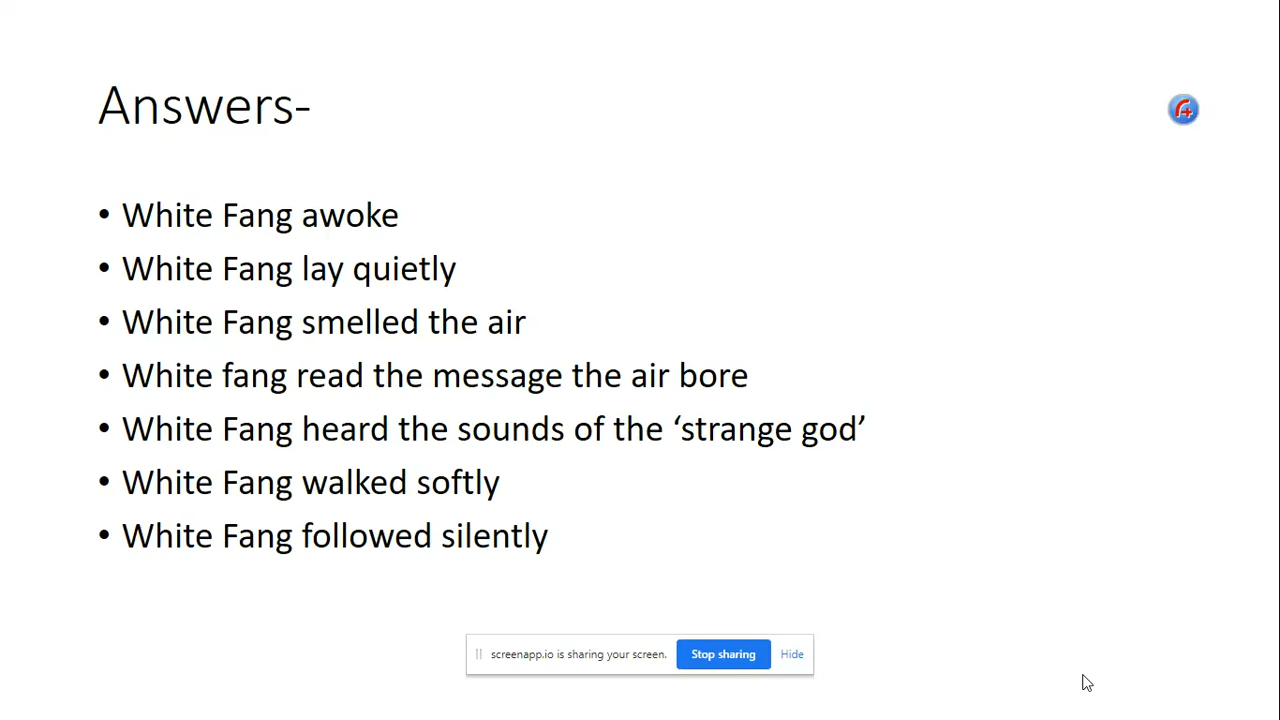 Answers-
• White Fang awoke
• White Fang lay quietly
• White Fang smelled the air
• White fang read the message the air bore
• White Fang heard the sounds of the ‘strange god’
• White Fang walked softly
• White Fang followed silently
screenapp.io is sharing your screen. Stop sharing Hide